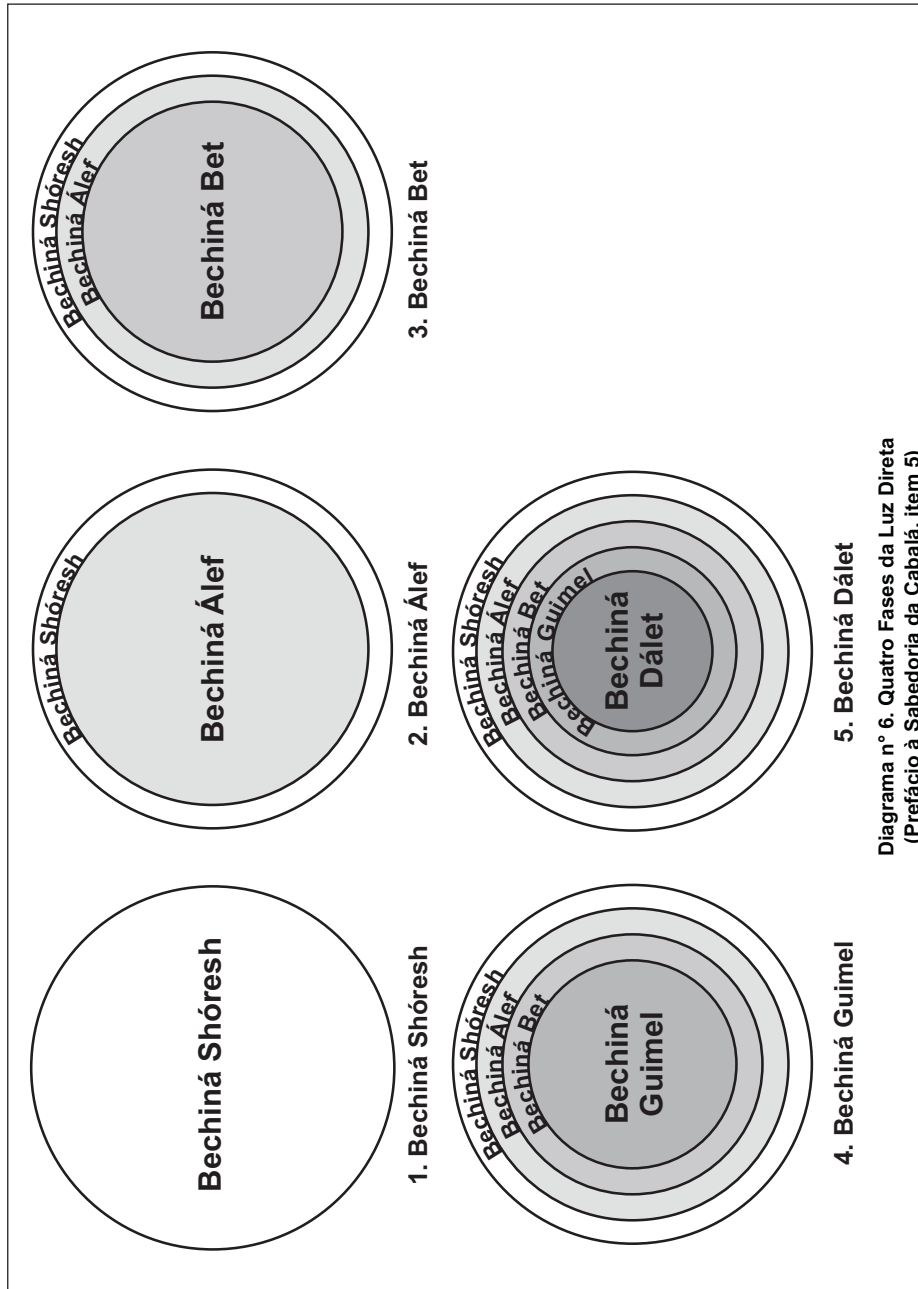 Bechiná Shóresh
1. Bechiná Shóresh
Bechiná Shóresh
Bechiná Álef
2. Bechiná Álef
Bechiná Shóresh
Bechiná Álef
Bechiná Bet
3. Bechiná Bet
Bechiná Shóresh
Bechiná Álef
Bechiná Bet
Bechiná
Guimel
4. Bechiná Guimel
Bechiná Shóresh
Bechiná Álef
Bechiná Bet
Bechiná Guimel
Bechiná
Dálet
5. Bechiná Dálet
Diagrama n° 6. Quatro Fases da Luz Direta
(Prefácio à Sabedoria da Cabalá, item 5)